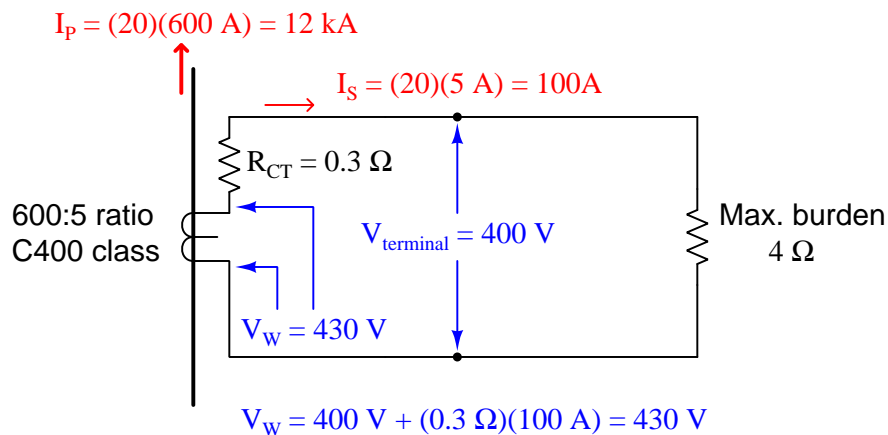 I_P = (20)(600 A) = 12 kA
I_S = (20)(5 A) = 100A
R_CT = 0.3 Ω
600:5 ratio
C400 class
V_terminal = 400 V
Max. burden
4 Ω
V_W = 430 V
V_W = 400 V + (0.3 Ω)(100 A) = 430 V